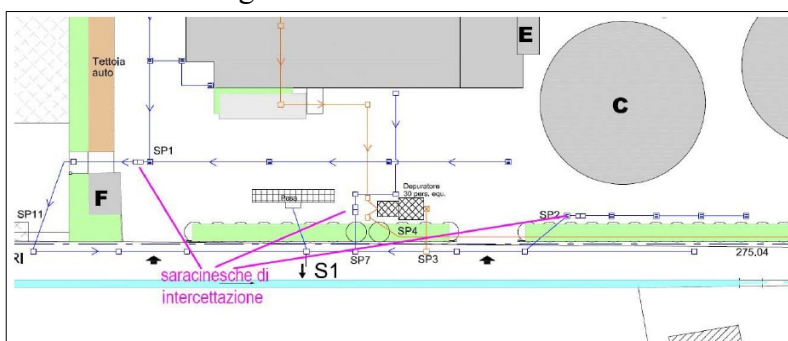 E
Tettoia
auto
C
SP1
F
SP11
Pesa
Depuratore
30 pers. equ.
SP2
SP4
RI
SP7
SP3
275,04
S1
saracinesche di
intercettazione